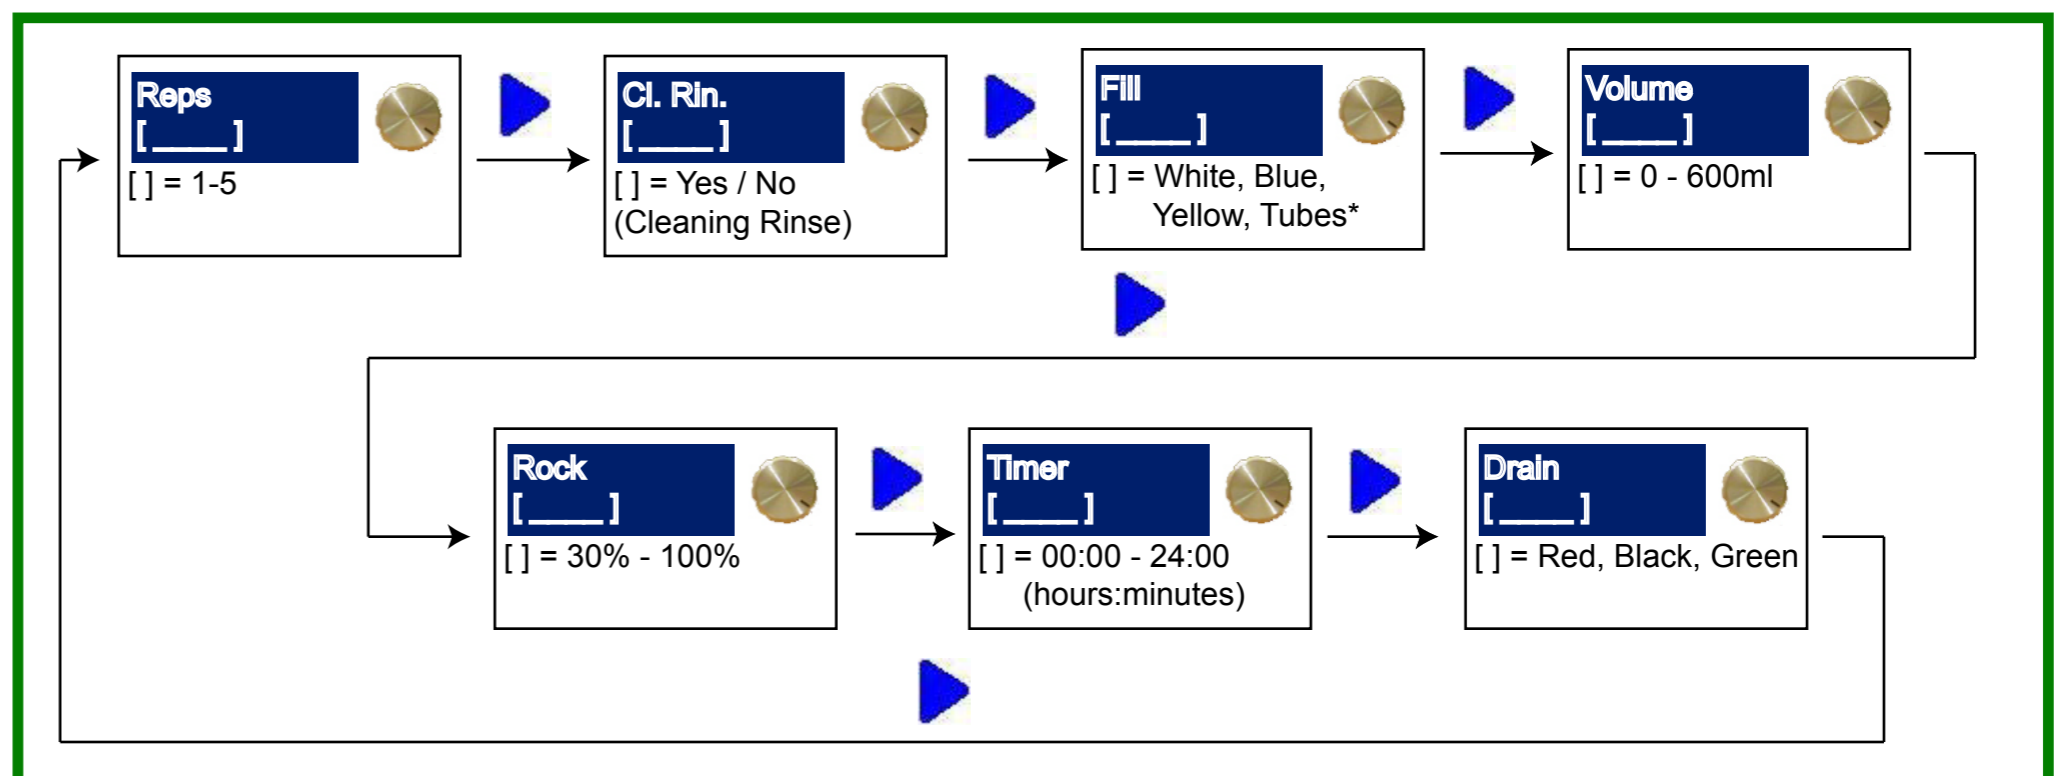 Reps
[ ____ ]
[ ] = 1-5
Cl. Rin.
[ ____ ]
[ ] = Yes / No
(Cleaning Rinse)
Fill
[ ____ ]
[ ] = White, Blue,
Yellow, Tubes*
Volume
[ ____ ]
[ ] = 0 - 600ml
Rock
[ ____ ]
[ ] = 30% - 100%
Timer
[ ____ ]
[ ] = 00:00 - 24:00
(hours:minutes)
Drain
[ ____ ]
[ ] = Red, Black, Green